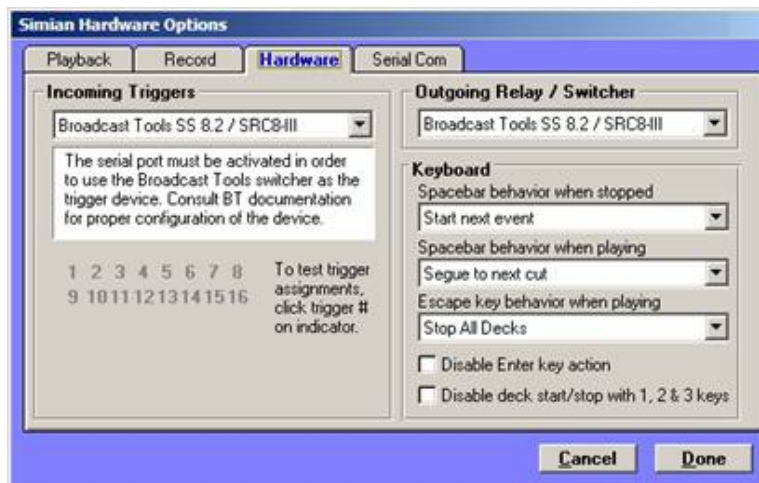 Simian Hardware Options
Playback
Record
Hardware
Serial Com
Incoming Triggers
Broadcast Tools SS 8.2 / SRC8-III
The serial port must be activated in order
to use the Broadcast Tools switcher as the
trigger device. Consult BT documentation
for proper configuration of the device.
1 2 3 4 5 6 7 8
9 10 11 12 13 14 15 16
To test trigger
assignments,
click trigger #
on indicator.
Outgoing Relay / Switcher
Broadcast Tools SS 8.2 / SRC8-III
Keyboard
Spacebar behavior when stopped
Start next event
Spacebar behavior when playing
Segue to next cut
Escape key behavior when playing
Stop All Decks
Disable Enter key action
Disable deck start/stop with 1, 2 & 3 keys
Cancel
Done